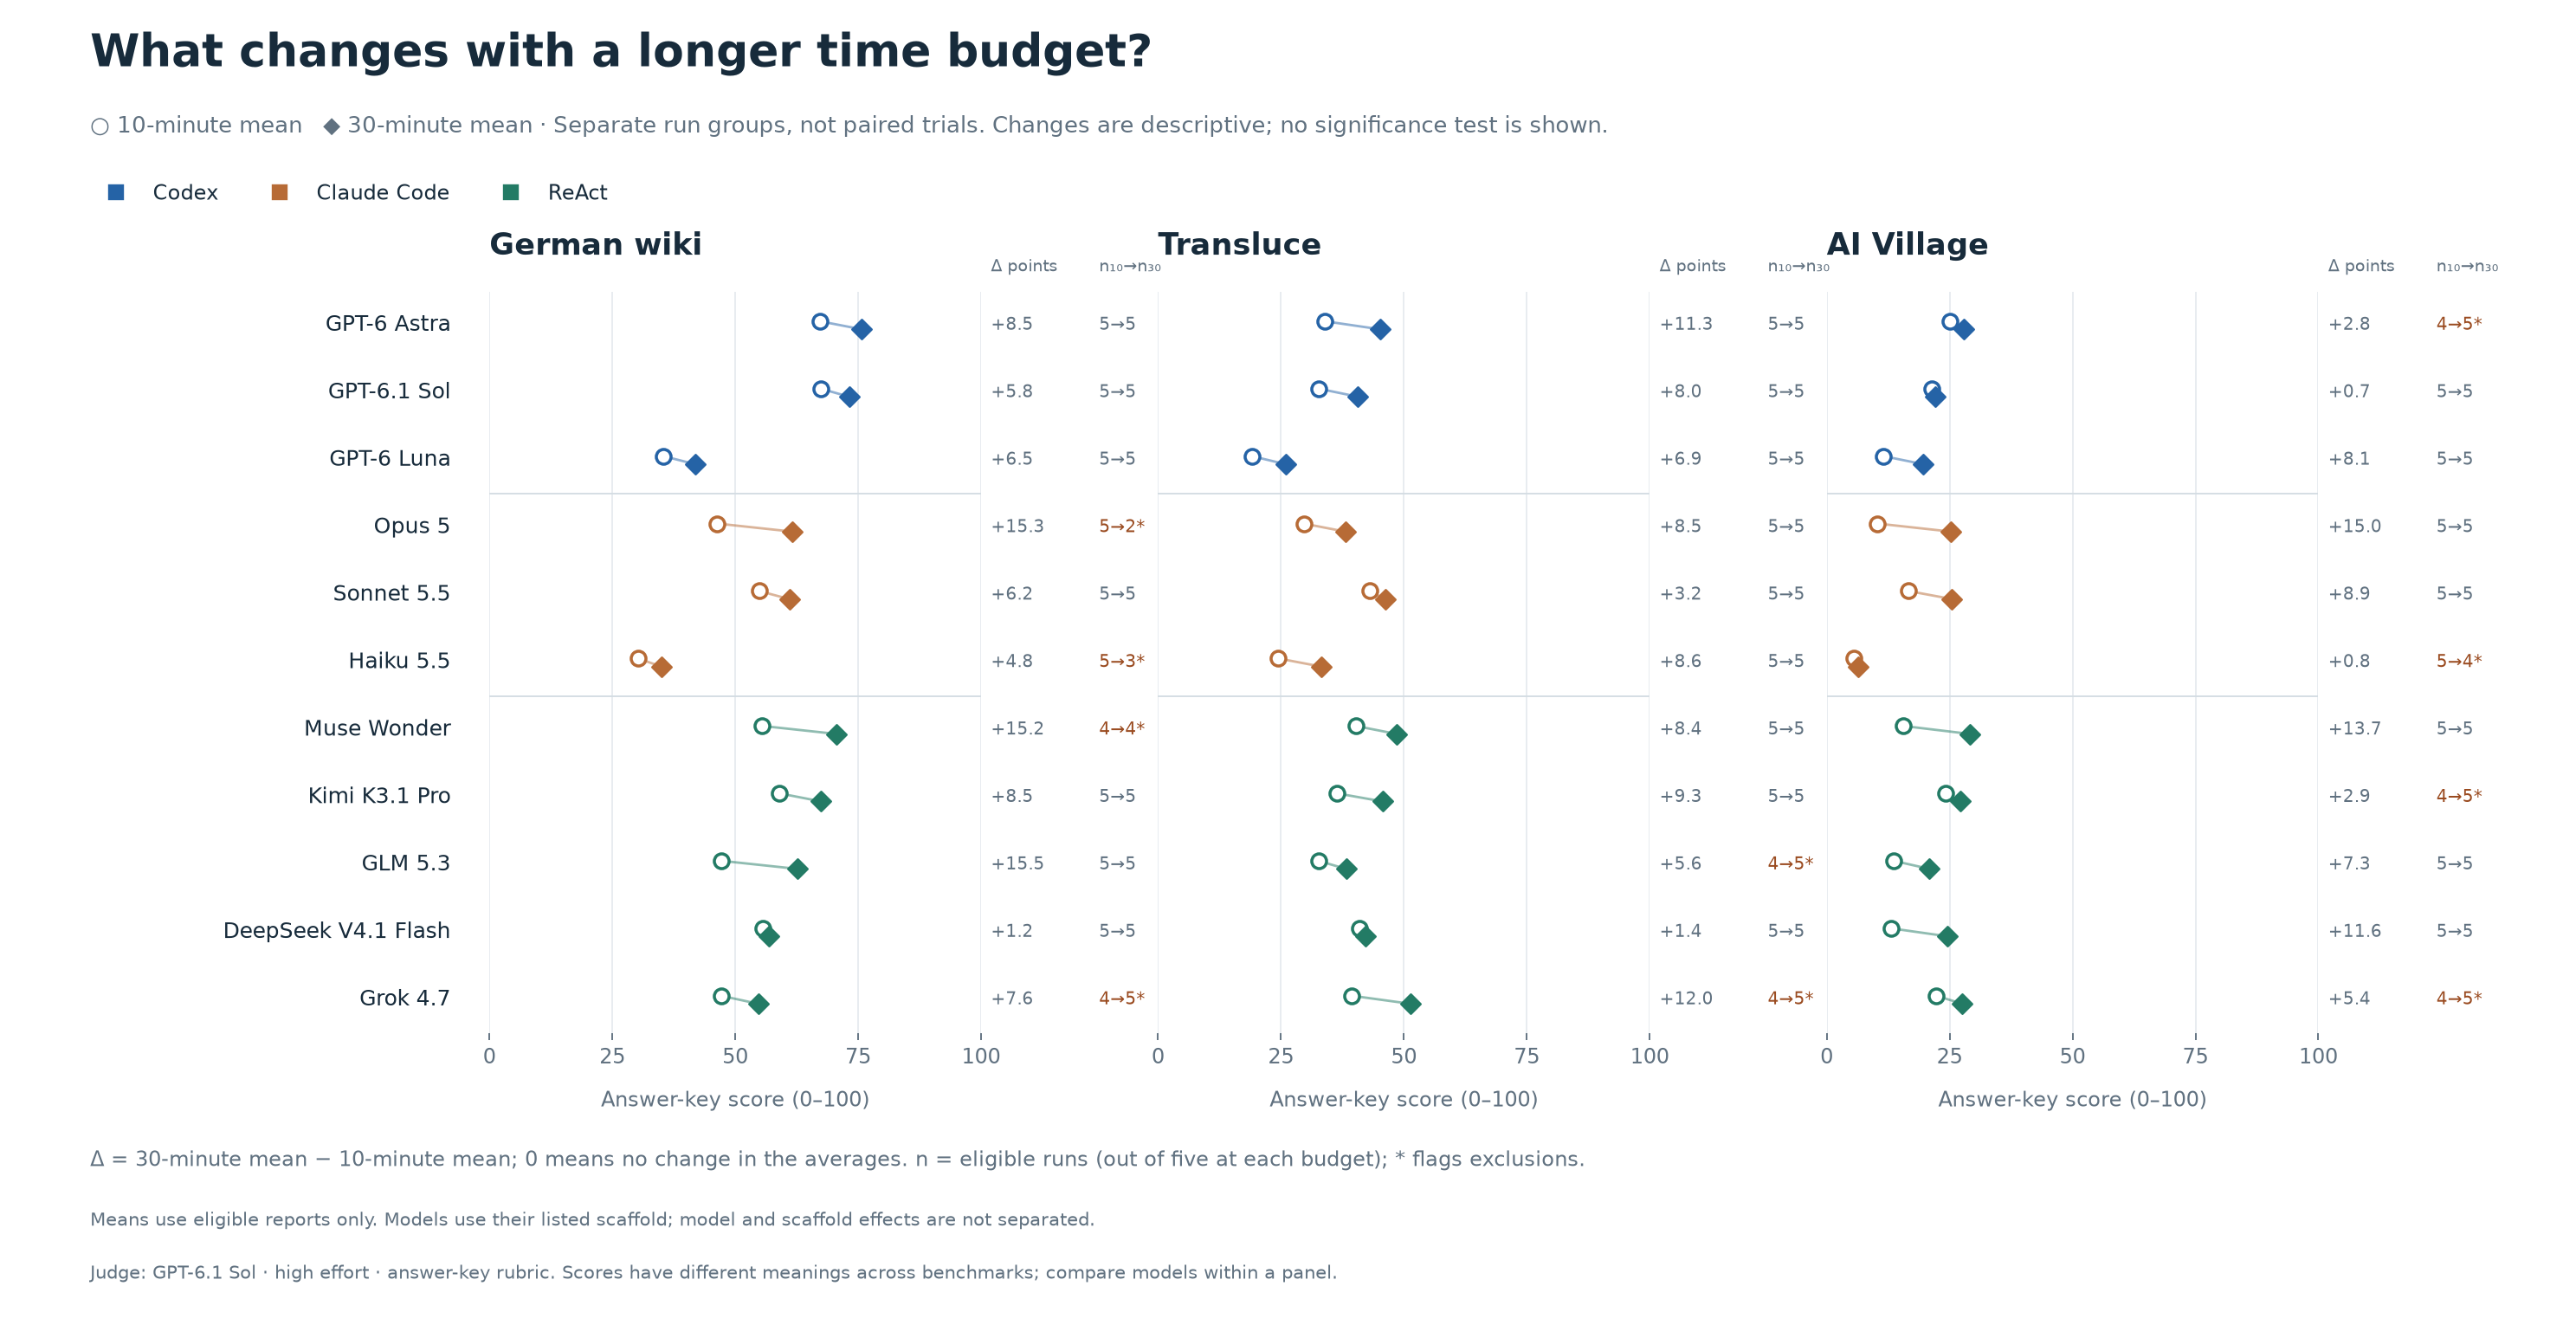 What changes with a longer time budget?
○ 10-minute mean ◆ 30-minute mean · Separate run groups, not paired trials. Changes are descriptive; no significance test is shown.
Codex Claude Code ReAct
German wiki Transluce AI Village
Δ points n₁₀→n₃₀ Δ points n₁₀→n₃₀ Δ points n₁₀→n₃₀
GPT-6 Astra +8.5 5→5 +11.3 5→5 +2.8 4→5*
GPT-6.1 Sol +5.8 5→5 +8.0 5→5 +0.7 5→5
GPT-6 Luna +6.5 5→5 +6.9 5→5 +8.1 5→5
Opus 5 +15.3 5→2* +8.5 5→5 +15.0 5→5
Sonnet 5.5 +6.2 5→5 +3.2 5→5 +8.9 5→5
Haiku 5.5 +4.8 5→3* +8.6 5→5 +0.8 5→4*
Muse Wonder +15.2 4→4* +8.4 5→5 +13.7 5→5
Kimi K3.1 Pro +8.5 5→5 +9.3 5→5 +2.9 4→5*
GLM 5.3 +15.5 5→5 +5.6 4→5* +7.3 5→5
DeepSeek V4.1 Flash +1.2 5→5 +1.4 5→5 +11.6 5→5
Grok 4.7 +7.6 4→5* +12.0 4→5* +5.4 4→5*
0 25 50 75 100 0 25 50 75 100 0 25 50 75 100
Answer-key score (0–100) Answer-key score (0–100) Answer-key score (0–100)
Δ = 30-minute mean − 10-minute mean; 0 means no change in the averages. n = eligible runs (out of five at each budget); * flags exclusions.
Means use eligible reports only. Models use their listed scaffold; model and scaffold effects are not separated.
Judge: GPT-6.1 Sol · high effort · answer-key rubric. Scores have different meanings across benchmarks; compare models within a panel.